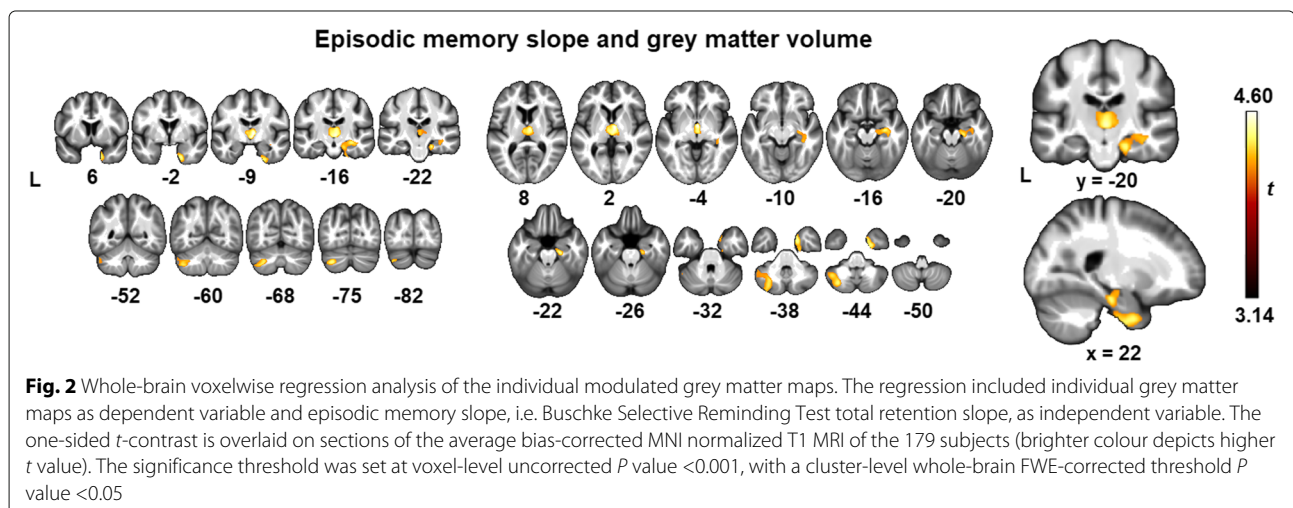 Episodic memory slope and grey matter volume
6 -2 -9 -16 -22
L
-52 -60 -68 -75 -82
8 2 -4 -10 -16 -20
-22 -26 -32 -38 -44 -50
L y = -20
x = 22
4.60
t
3.14
Fig. 2 Whole-brain voxelwise regression analysis of the individual modulated grey matter maps. The regression included individual grey matter
maps as dependent variable and episodic memory slope, i.e. Buschke Selective Reminding Test total retention slope, as independent variable. The
one-sided t-contrast is overlaid on sections of the average bias-corrected MNI normalized T1 MRI of the 179 subjects (brighter colour depicts higher
t value). The significance threshold was set at voxel-level uncorrected P value <0.001, with a cluster-level whole-brain FWE-corrected threshold P
value <0.05